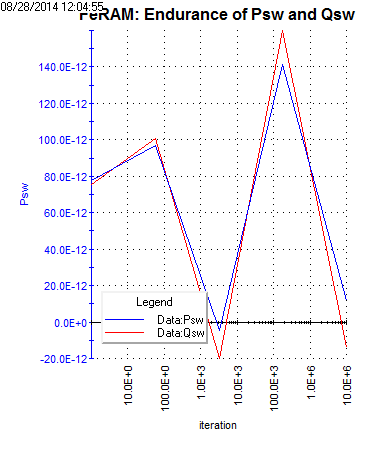 08/28/2014 12:04:55
FeRAM: Endurance of Psw and Qsw
140.0E-12
120.0E-12
100.0E-12
80.0E-12
60.0E-12
40.0E-12
20.0E-12
0.0E+0
-20.0E-12
Psw
Legend
Data:Psw
Data:Qsw
10.0E+0
100.0E+0
1.0E+3
10.0E+3
100.0E+3
1.0E+6
10.0E+6
iteration